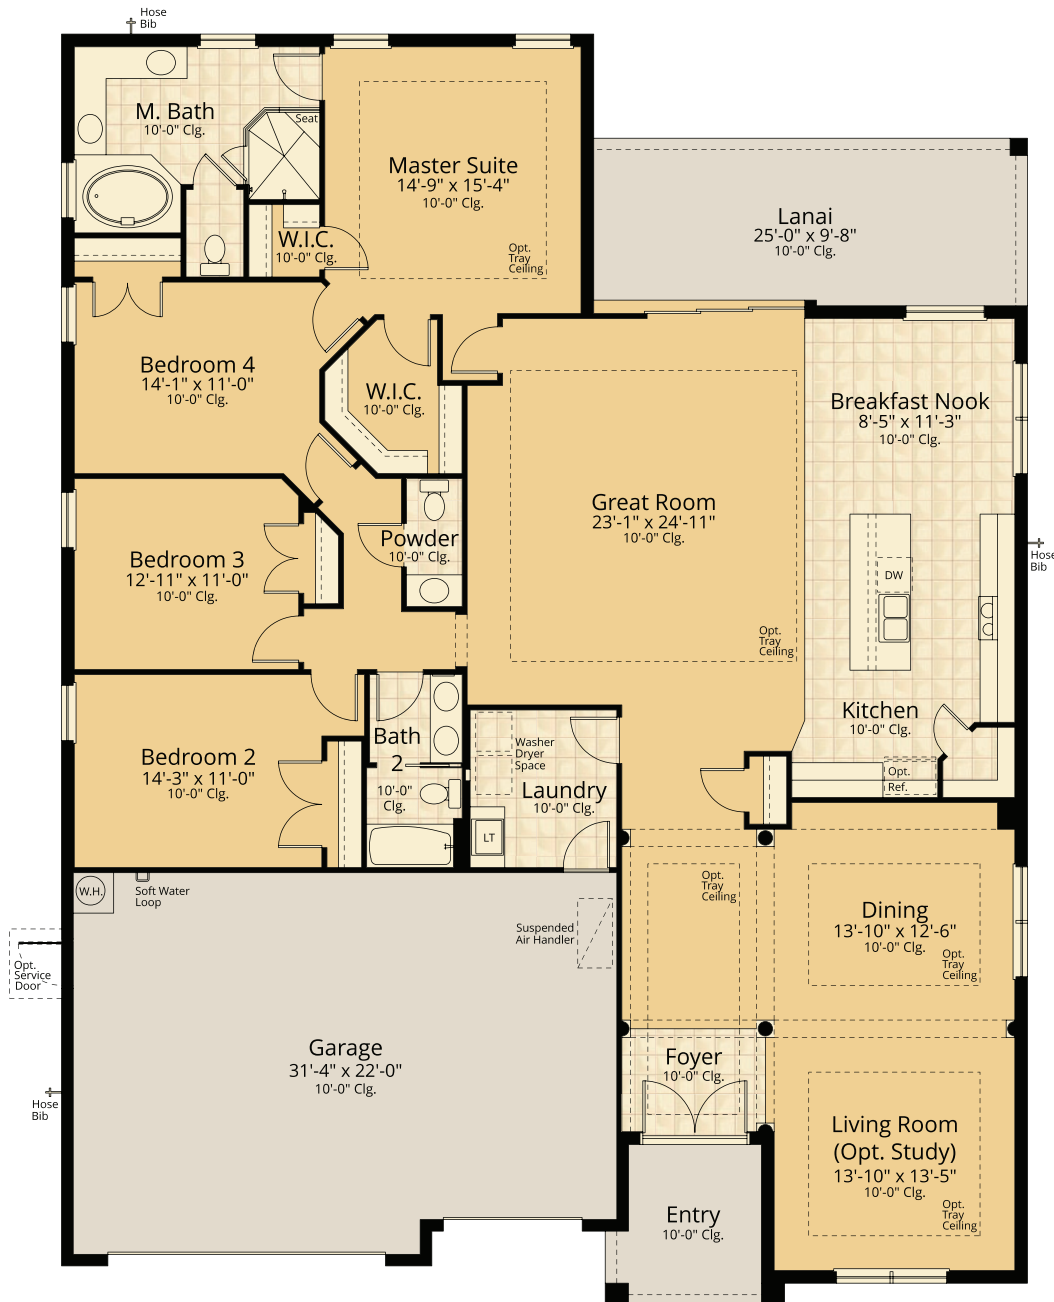 Hose
Bib
M. Bath
10'-0" Clg.
Seat
Master Suite
14'-9" x 15'-4"
10'-0" Clg.
Opt.
Tray
Ceiling
W.I.C.
10'-0" Clg.
Lanai
25'-0" x 9'-8"
10'-0" Clg.
Bedroom 4
14'-1" x 11'-0"
10'-0" Clg.
W.I.C.
10'-0" Clg.
Breakfast Nook
8'-5" x 11'-3"
10'-0" Clg.
Great Room
23'-1" x 24'-11"
10'-0" Clg.
Opt.
Tray
Ceiling
Powder
10'-0" Clg.
Bedroom 3
12'-11" x 11'-0"
10'-0" Clg.
DW
Hose
Bib
Kitchen
10'-0" Clg.
Opt.
Ref.
Bedroom 2
14'-3" x 11'-0"
10'-0" Clg.
Bath
2
10'-0"
Clg.
Washer
Dryer
Space
Laundry
10'-0" Clg.
LT
W.H.
Soft Water
Loop
Suspended
Air Handler
Opt.
Tray
Ceiling
Dining
13'-10" x 12'-6"
10'-0" Clg.
Opt.
Tray
Ceiling
Opt.
Service
Door
Garage
31'-4" x 22'-0"
10'-0" Clg.
Hose
Bib
Foyer
10'-0" Clg.
Living Room
(Opt. Study)
13'-10" x 13'-5"
10'-0" Clg.
Opt.
Tray
Ceiling
Entry
10'-0" Clg.